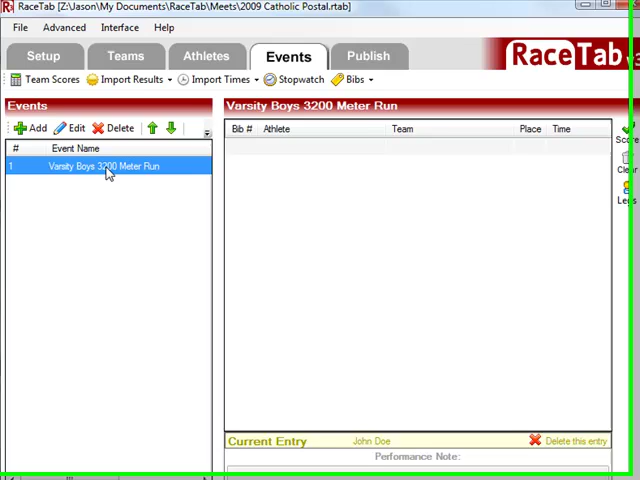 RaceTab [Z:\Jason\My Documents\RaceTab\Meets\2009 Catholic Postal.rtab]
File Advanced Interface Help
Setup Teams Athletes Events Publish
RaceTab
Team Scores Import Results Import Times Stopwatch Bibs
Events Varsity Boys 3200 Meter Run
Add Edit Delete
Bib # Athlete Team Place Time
# Event Name
1 Varsity Boys 3200 Meter Run
Score
Clear
Legs
Current Entry John Doe Delete this entry
Performance Note: